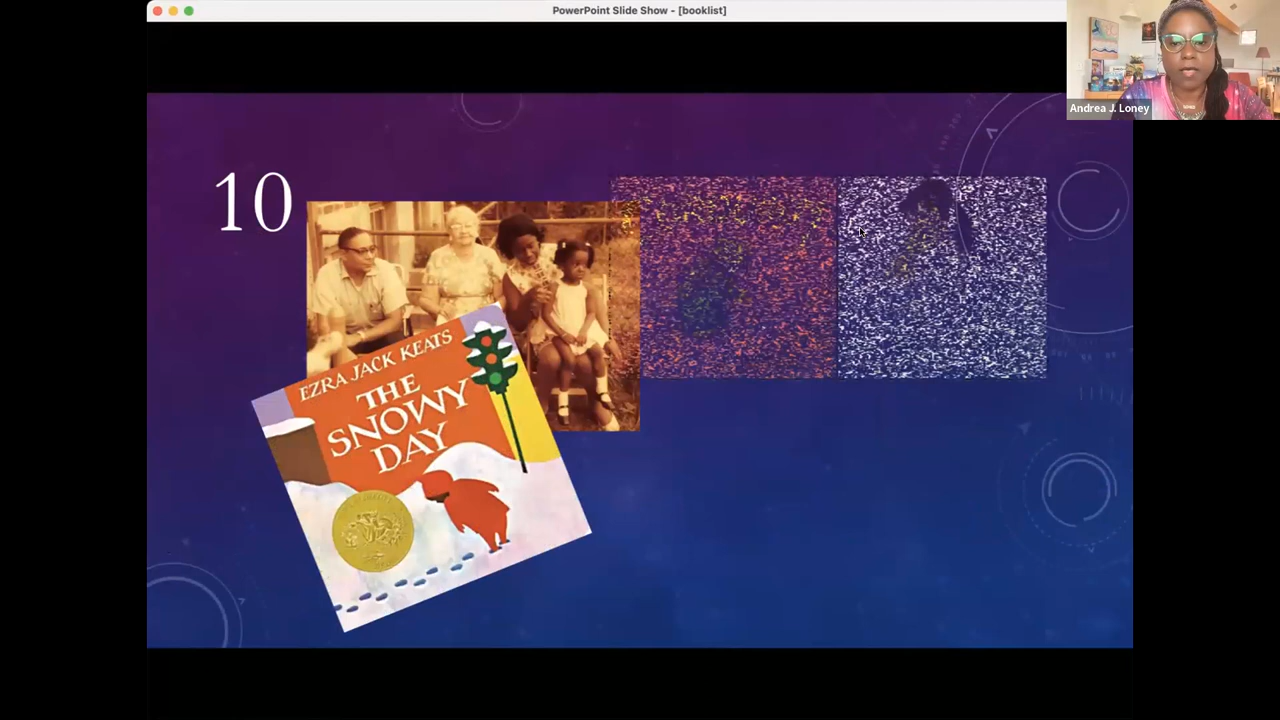 PowerPoint Slide Show - [booklist]
Andrea J. Loney
10
EZRA JACK KEATS
THE
SNOWY
DAY